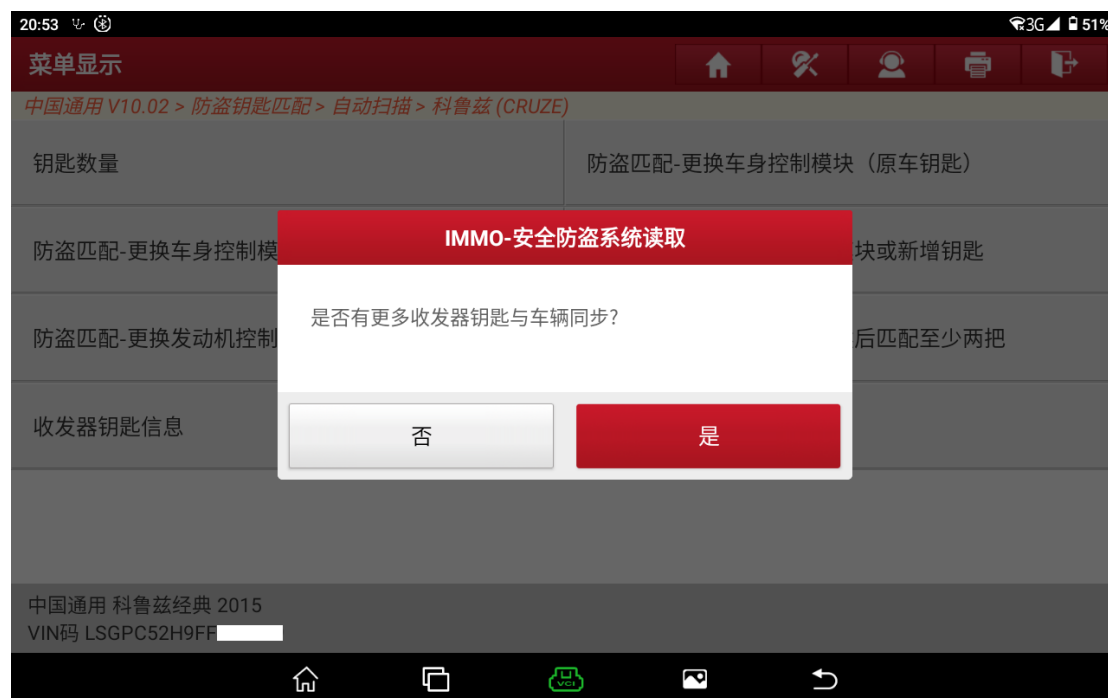 20:53
3G
51%
菜单显示
中国通用 V10.02 > 防盗钥匙匹配 > 自动扫描 > 科鲁兹 (CRUZE)
钥匙数量
防盗匹配-更换车身控制模块（原车钥匙）
IMMO-安全防盗系统读取
防盗匹配-更换车身控制模
块或新增钥匙
是否有更多收发器钥匙与车辆同步?
防盗匹配-更换发动机控制
后匹配至少两把
收发器钥匙信息
否
是
中国通用 科鲁兹经典 2015
VIN码 LSGPC52H9FF
VCI